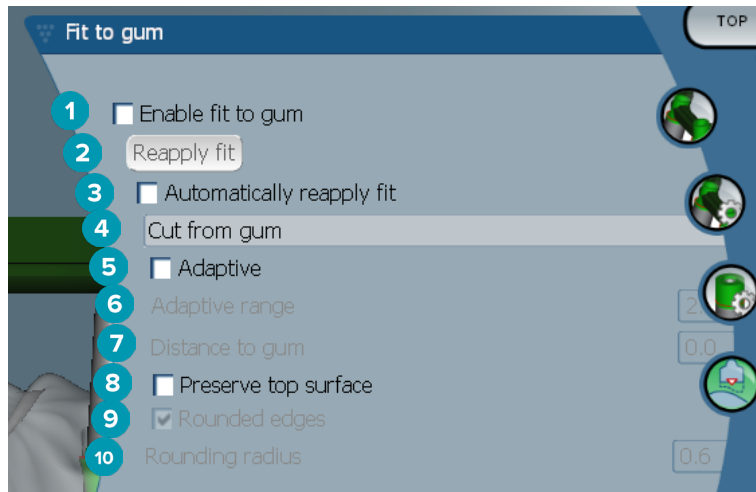 TOP
Fit to gum
1 Enable fit to gum
2 Reapply fit
3 Automatically reapply fit
4 Cut from gum
5 Adaptive
6 Adaptive range
7 Distance to gum 0.0
8 Preserve top surface
9 Rounded edges
10 Rounding radius 0.6